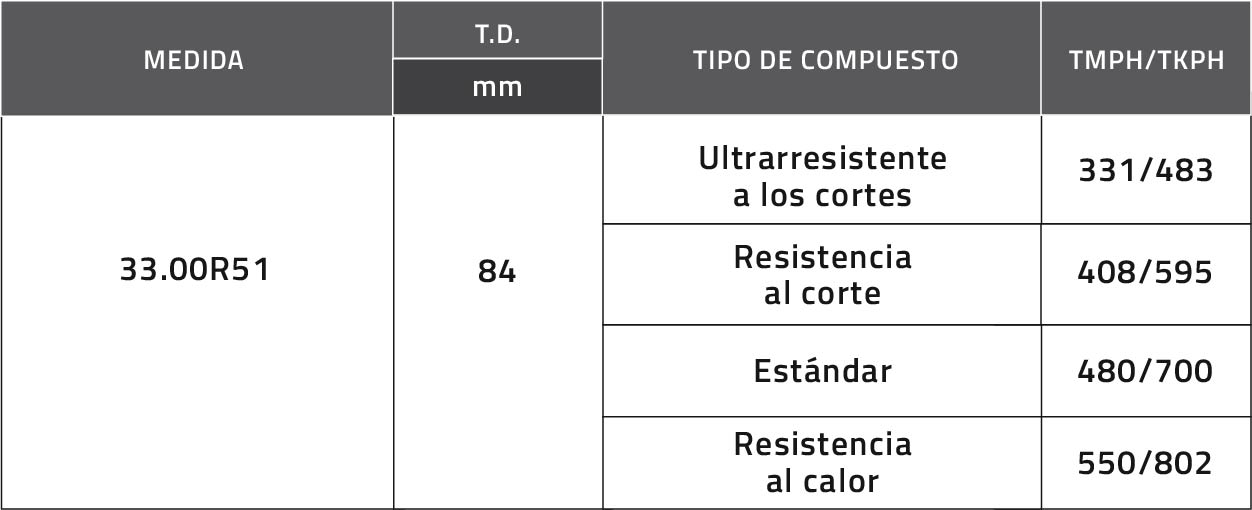 MEDIDA
T.D.
mm
TIPO DE COMPUESTO
TMPH/TKPH
33.00R51
84
Ultrarresistente
a los cortes
331/483
Resistencia
al corte
408/595
Estándar
480/700
Resistencia
al calor
550/802